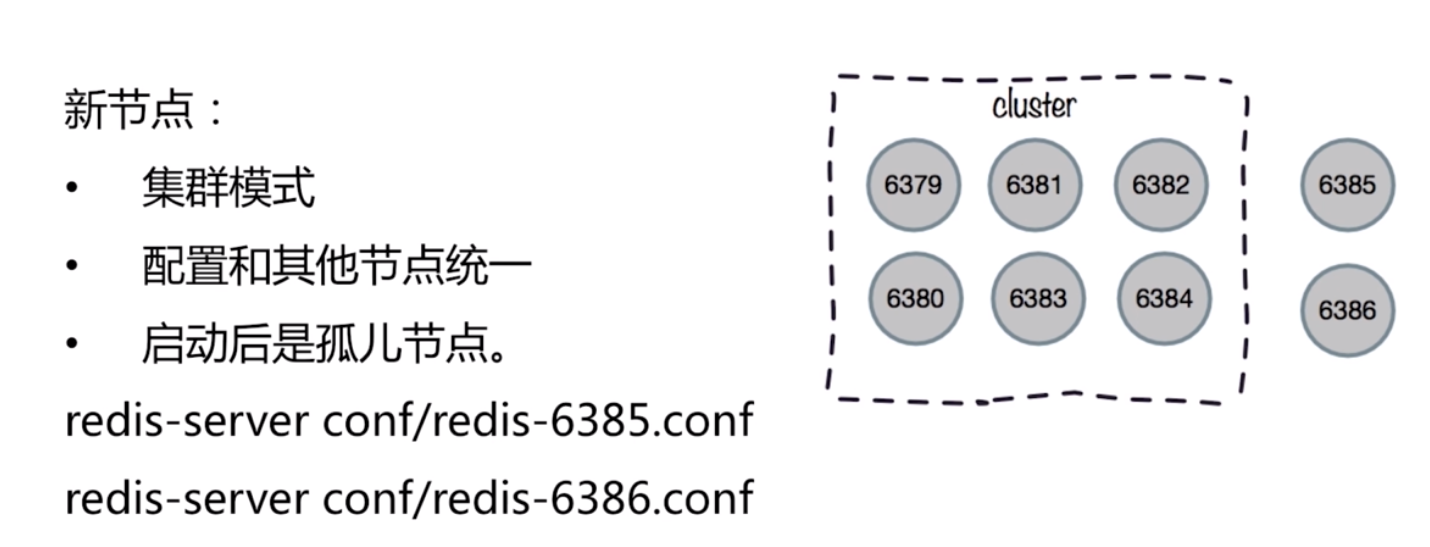 新节点：
• 集群模式
• 配置和其他节点统一
• 启动后是孤儿节点。
redis-server conf/redis-6385.conf
redis-server conf/redis-6386.conf
cluster
6379 6381 6382
6380 6383 6384
6385
6386